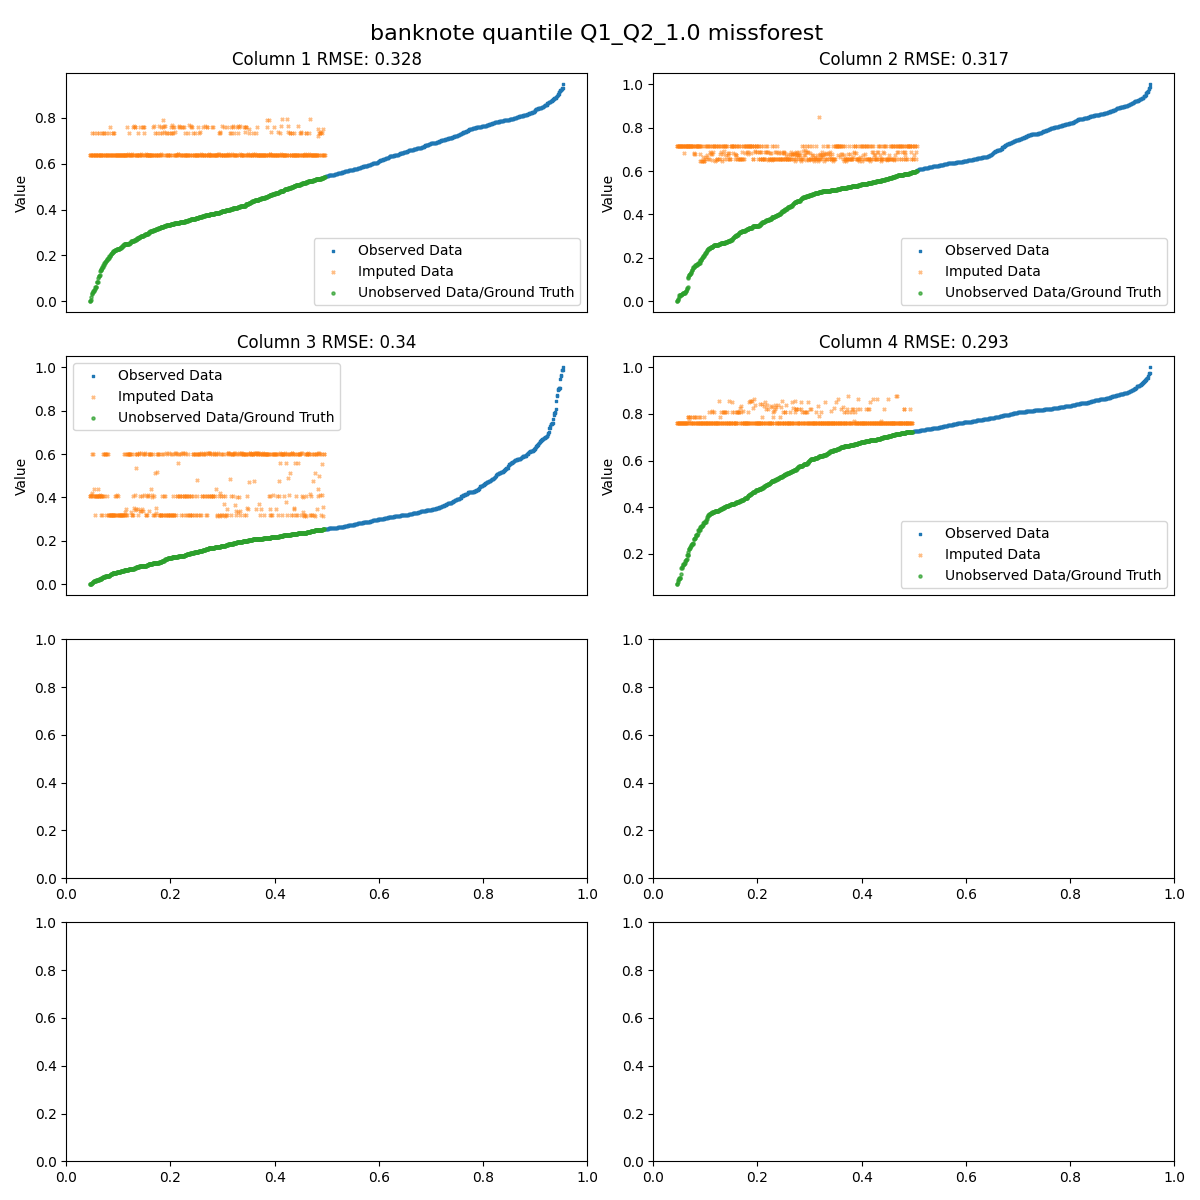 banknote quantile Q1_Q2_1.0 missforest
Column 1 RMSE: 0.328
Value
0.8
0.6
0.4
0.2
0.0
Observed Data
Imputed Data
Unobserved Data/Ground Truth
Column 2 RMSE: 0.317
Value
1.0
0.8
0.6
0.4
0.2
0.0
Observed Data
Imputed Data
Unobserved Data/Ground Truth
Column 3 RMSE: 0.34
Value
1.0
0.8
0.6
0.4
0.2
0.0
Observed Data
Imputed Data
Unobserved Data/Ground Truth
Column 4 RMSE: 0.293
Value
1.0
0.8
0.6
0.4
0.2
Observed Data
Imputed Data
Unobserved Data/Ground Truth
1.0
0.8
0.6
0.4
0.2
0.0
0.0 0.2 0.4 0.6 0.8 1.0
1.0
0.8
0.6
0.4
0.2
0.0
0.0 0.2 0.4 0.6 0.8 1.0
1.0
0.8
0.6
0.4
0.2
0.0
0.0 0.2 0.4 0.6 0.8 1.0
1.0
0.8
0.6
0.4
0.2
0.0
0.0 0.2 0.4 0.6 0.8 1.0